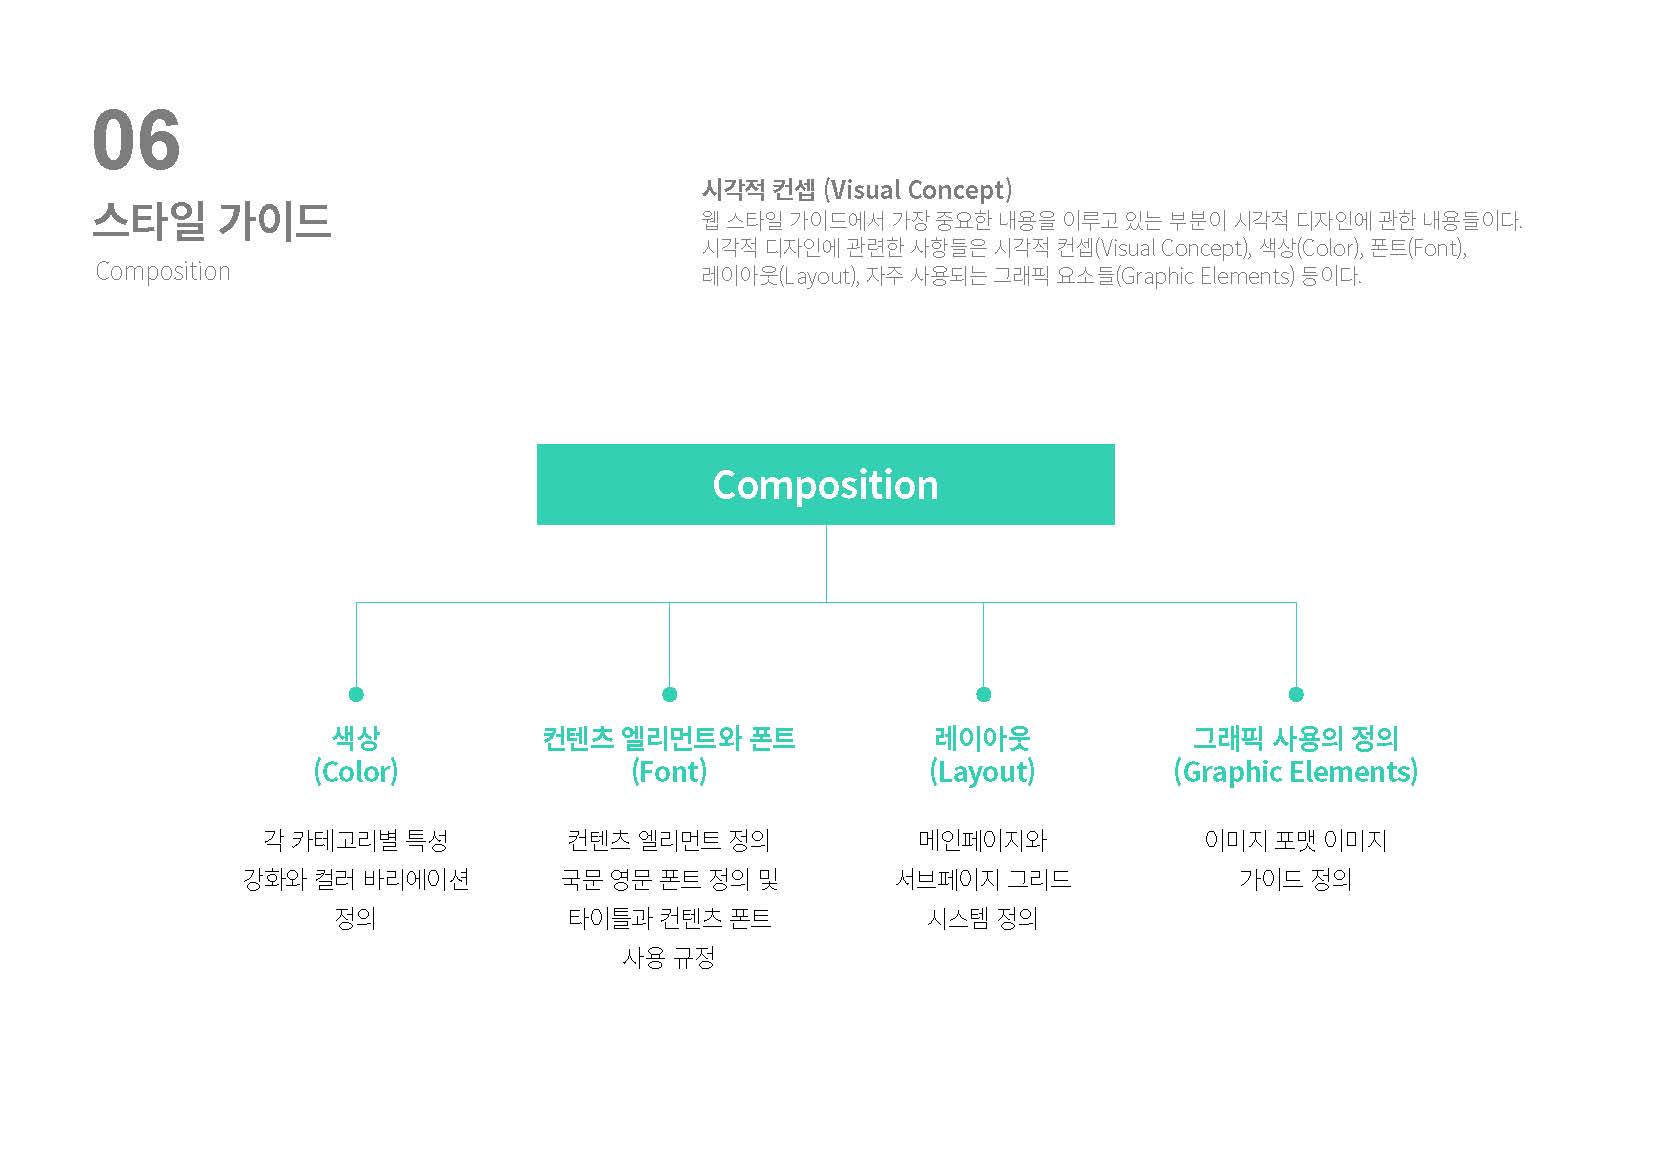 06
스타일 가이드
Composition
시각적 컨셉 (Visual Concept)
웹 스타일 가이드에서 가장 중요한 내용을 이루고 있는 부분이 시각적 디자인에 관한 내용들이다.
시각적 디자인에 관련한 사항들은 시각적 컨셉(Visual Concept), 색상(Color), 폰트(Font),
레이아웃(Layout), 자주 사용되는 그래픽 요소들(Graphic Elements) 등이다.
Composition
색상
(Color)
각 카테고리별 특성
강화와 컬러 바리에이션
정의
컨텐츠 엘리먼트와 폰트
(Font)
컨텐츠 엘리먼트 정의
국문 영문 폰트 정의 및
타이틀과 컨텐츠 폰트
사용 규정
레이아웃
(Layout)
메인페이지와
서브페이지 그리드
시스템 정의
그래픽 사용의 정의
(Graphic Elements)
이미지 포맷 이미지
가이드 정의